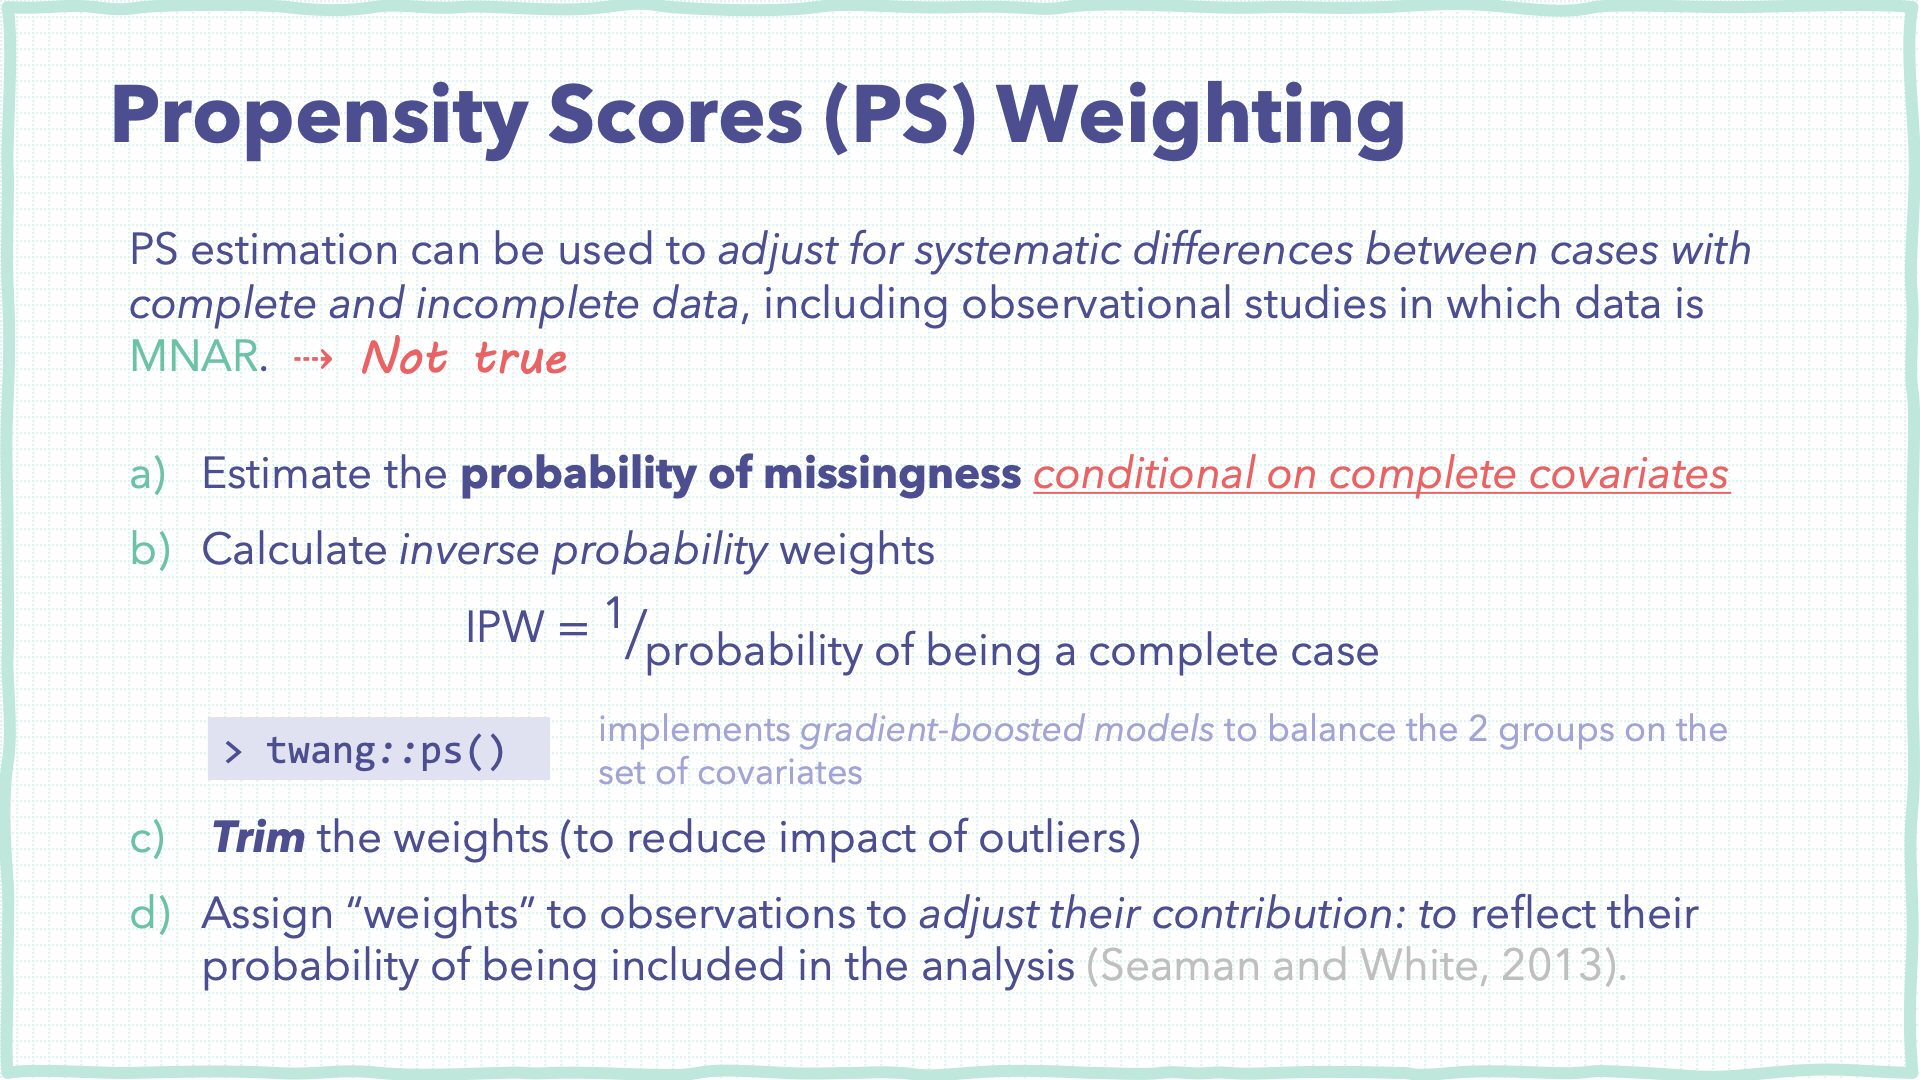 Propensity Scores (PS) Weighting
PS estimation can be used to adjust for systematic differences between cases with
complete and incomplete data, including observational studies in which data is
MNAR. ⇢ Not true
a) Estimate the probability of missingness conditional on complete covariates
b) Calculate inverse probability weights
IPW = 1/probability of being a complete case
> twang::ps()
implements gradient-boosted models to balance the 2 groups on the
set of covariates
c) Trim the weights (to reduce impact of outliers)
d) Assign “weights” to observations to adjust their contribution: to reflect their
probability of being included in the analysis (Seaman and White, 2013).